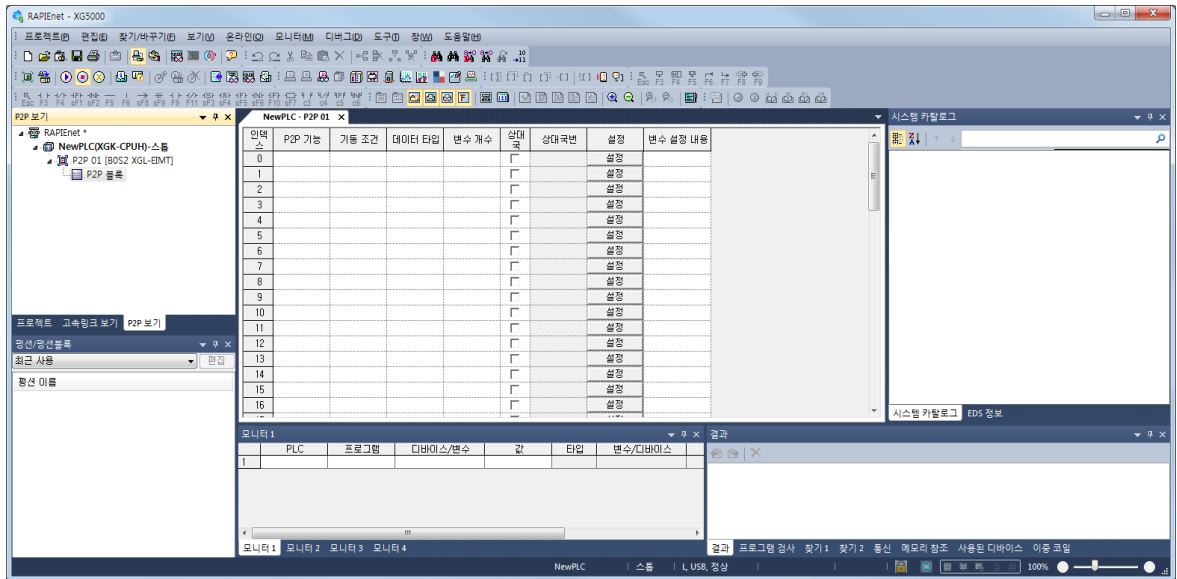 RAPIEnet - XG5000
프로젝트(P) 편집(E) 찾기/바꾸기(F) 보기(V) 온라인(O) 모니터(M) 디버그(D) 도구(T) 창(W) 도움말(H)
P2P 보기
RAPIEnet *
NewPLC(XGK-CPUH)-스톱
P2P 01 [B0S2 XGL-EIMT]
P2P 블록
프로젝트 고속링크 보기 P2P 보기
펑션/펑션블록
최근 사용 편집
펑션 이름
NewPLC - P2P 01
인덱스 P2P 기능 기동 조건 데이터 타입 변수 개수 상대국 상대국번 설정 변수 설정 내용
0 설정
1 설정
2 설정
3 설정
4 설정
5 설정
6 설정
7 설정
8 설정
9 설정
10 설정
11 설정
12 설정
13 설정
14 설정
15 설정
16 설정
시스템 카탈로그
시스템 카탈로그 EDS 정보
모니터 1
PLC 프로그램 디바이스/변수 값 타입 변수/디바이스
1
모니터 1 모니터 2 모니터 3 모니터 4
결과
결과 프로그램 검사 찾기 1 찾기 2 통신 메모리 참조 사용된 디바이스 이중 코일
NewPLC 스톱 L, USB, 정상 100%